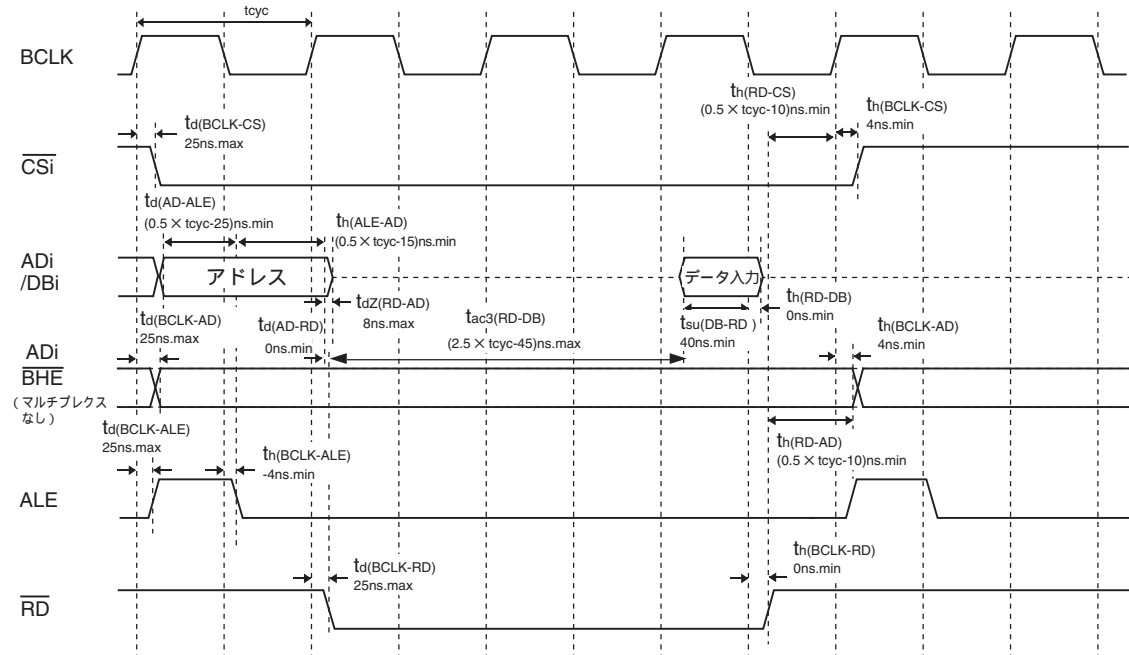 tcyc
BCLK
th(RD-CS)
(0.5×tcyc-10)ns.min
th(BCLK-CS)
4ns.min
td(BCLK-CS)
25ns.max
CSi
td(AD-ALE)
(0.5×tcyc-25)ns.min
th(ALE-AD)
(0.5×tcyc-15)ns.min
ADi
/DBi
アドレス
データ入力
tdZ(RD-AD)
8ns.max
th(RD-DB)
0ns.min
td(BCLK-AD)
25ns.max
td(AD-RD)
0ns.min
tac3(RD-DB)
(2.5×tcyc-45)ns.max
tsu(DB-RD )
40ns.min
th(BCLK-AD)
4ns.min
ADi
BHE
(マルチプレクス
なし)
td(BCLK-ALE)
25ns.max
th(BCLK-ALE)
-4ns.min
th(RD-AD)
(0.5×tcyc-10)ns.min
ALE
td(BCLK-RD)
25ns.max
th(BCLK-RD)
0ns.min
RD